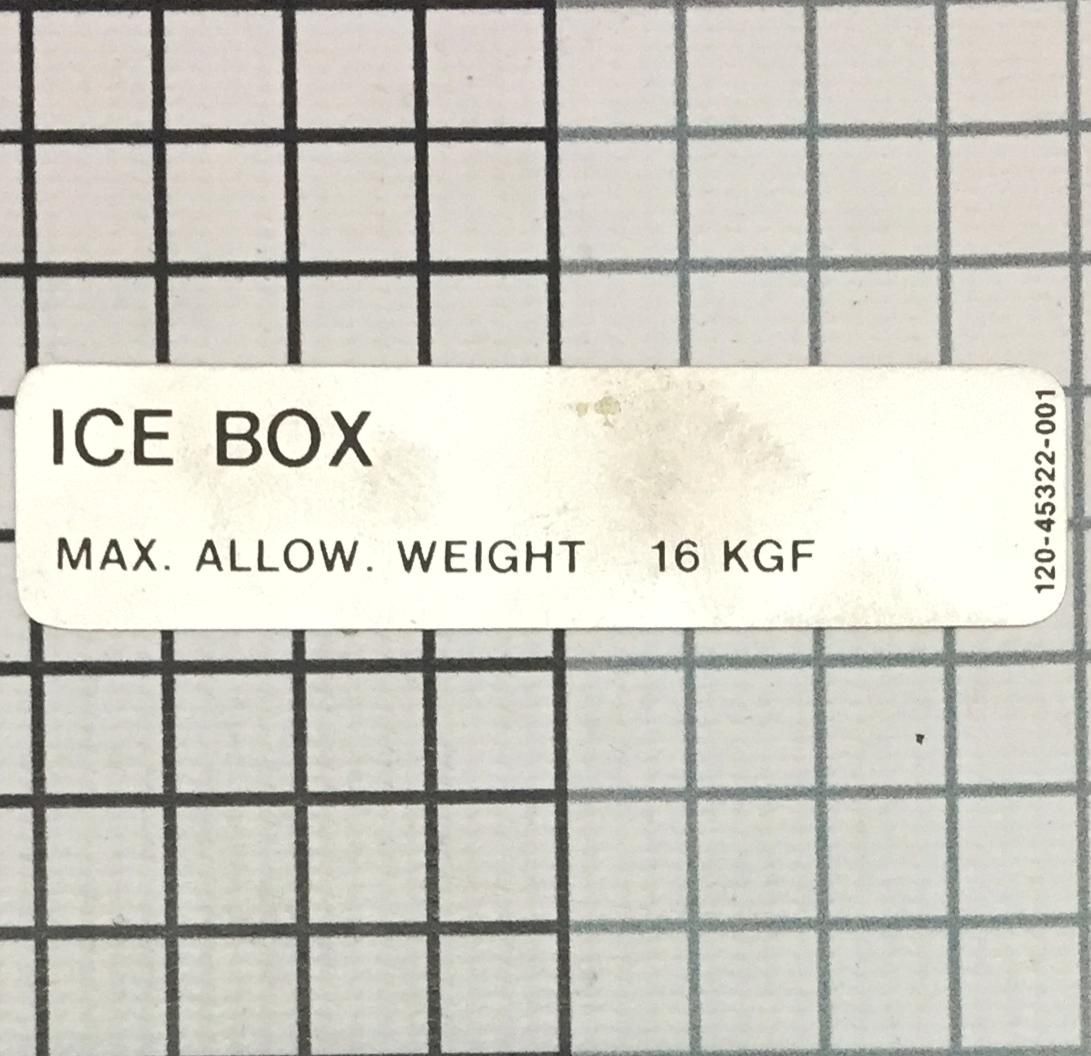 ICE BOX
MAX. ALLOW. WEIGHT 16 KGF
120-45322-001